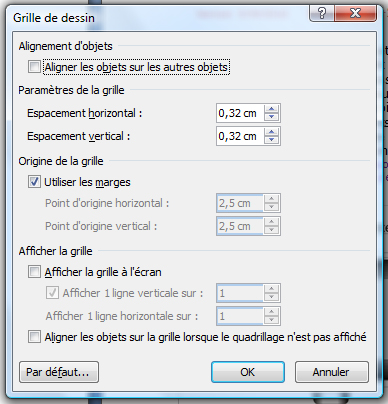 Grille de dessin
Alignement d'objets
Aligner les objets sur les autres objets
Paramètres de la grille
Espacement horizontal : 0,32 cm
Espacement vertical : 0,32 cm
Origine de la grille
Utiliser les marges
Point d'origine horizontal : 2,5 cm
Point d'origine vertical : 2,5 cm
Afficher la grille
Afficher la grille à l'écran
Afficher 1 ligne verticale sur : 1
Afficher 1 ligne horizontale sur : 1
Aligner les objets sur la grille lorsque le quadrillage n'est pas affiché
Par défaut... OK Annuler